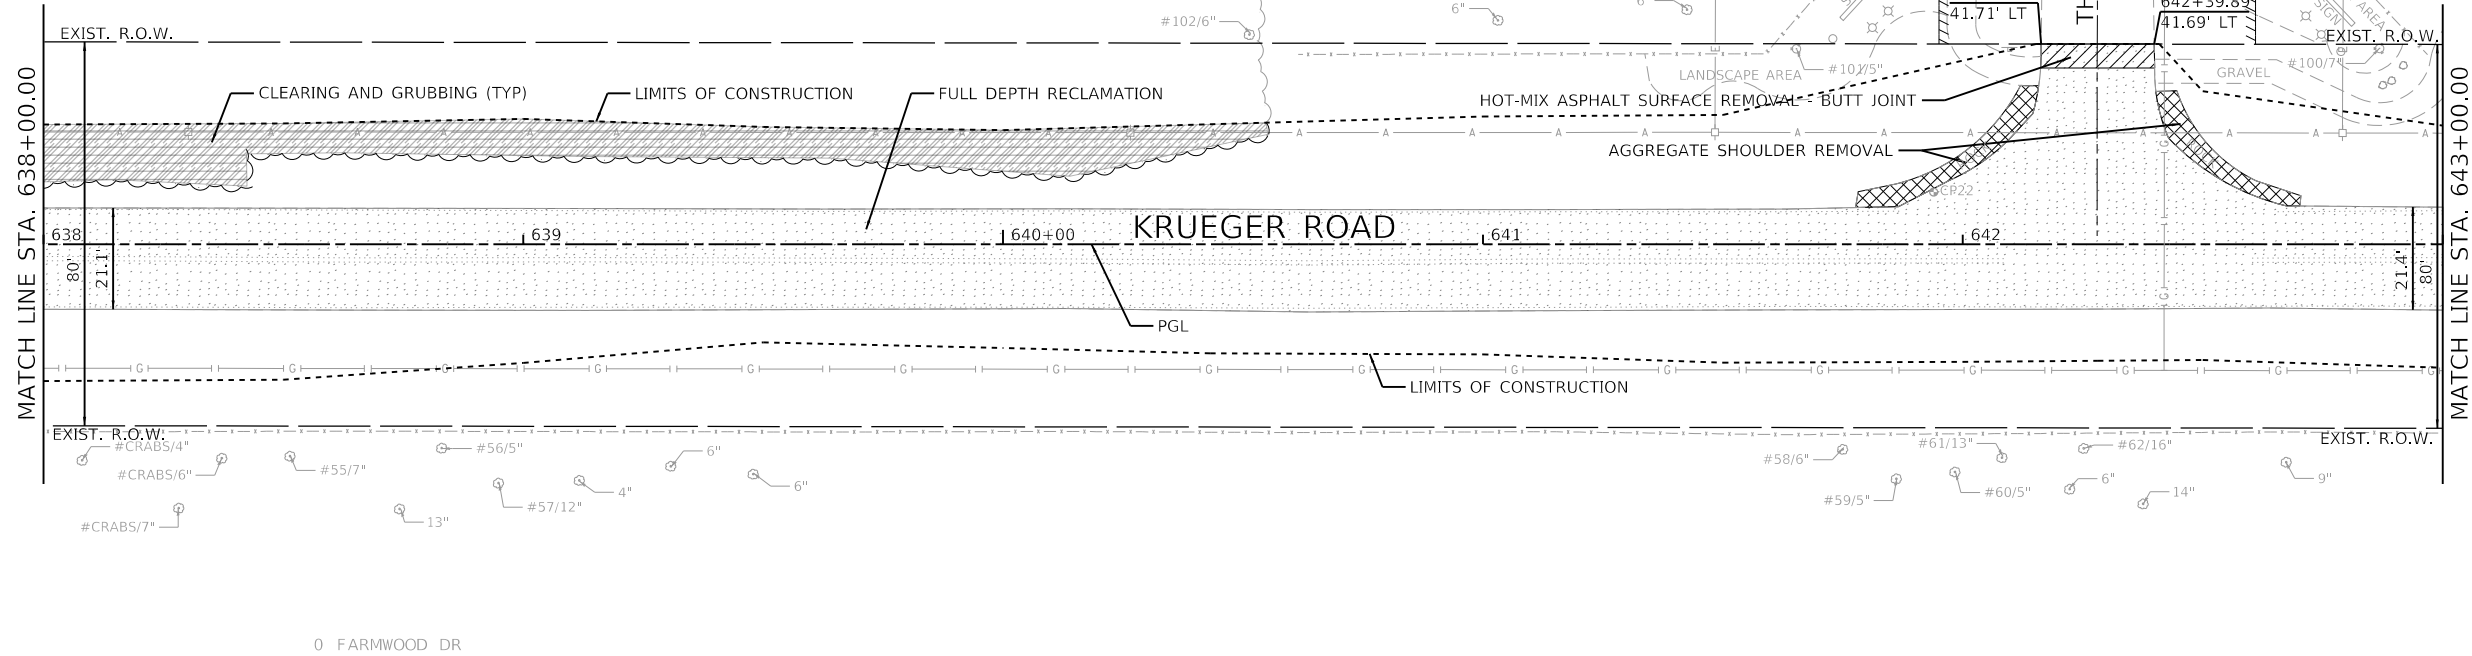 #102/6"
6"
6"
41.71' LT
TH
642+39.89
41.69' LT
SIGN
AREA
EXIST. R.O.W.
EXIST. R.O.W.
LANDSCAPE AREA
#101/5"
GRAVEL
#100/7"
CLEARING AND GRUBBING (TYP)
LIMITS OF CONSTRUCTION
FULL DEPTH RECLAMATION
HOT-MIX ASPHALT SURFACE REMOVAL - BUTT JOINT
AGGREGATE SHOULDER REMOVAL
CP22
MATCH LINE STA. 638+00.00
MATCH LINE STA. 643+00.00
KRUEGER ROAD
638
639
640+00
641
642
80'
21.1'
21.4'
80'
PGL
LIMITS OF CONSTRUCTION
EXIST. R.O.W.
EXIST. R.O.W.
#CRABS/4"
#CRABS/6"
#CRABS/7"
#55/7"
#56/5"
13"
#57/12"
4"
6"
6"
#58/6"
#59/5"
#61/13"
#60/5"
#62/16"
6"
14"
9"
A A A A A A A A A A A A A A
G G G G G G G G G G G G G G G G
E
G
G
0 FARMWOOD DR